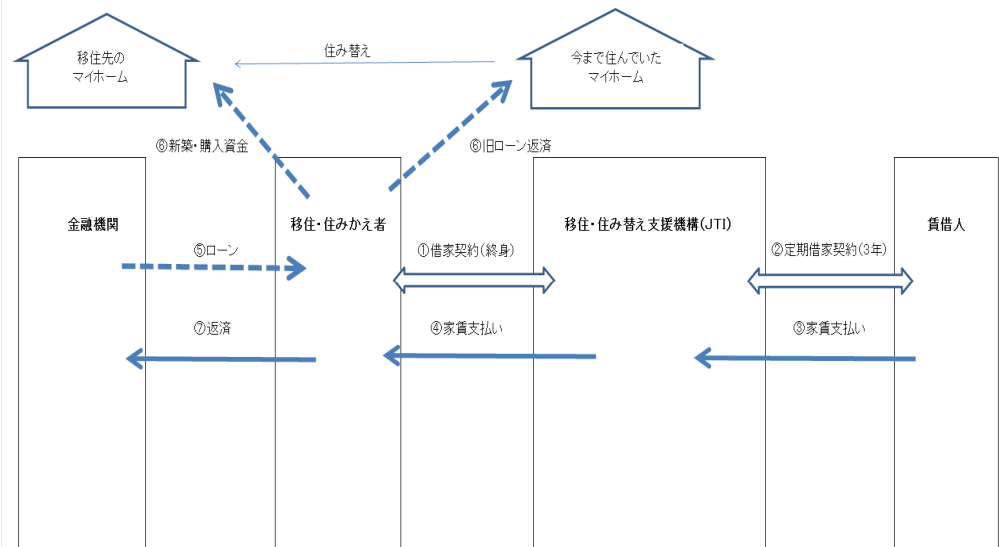 移住先の
マイホーム
住み替え
今まで住んでいた
マイホーム
⑥新築・購入資金
⑥旧ローン返済
金融機関
移住・住みかえ者
移住・住み替え支援機構(JTI)
賃借人
⑤ローン
①借家契約(終身)
②定期借家契約(3年)
⑦返済
④家賃支払い
③家賃支払い